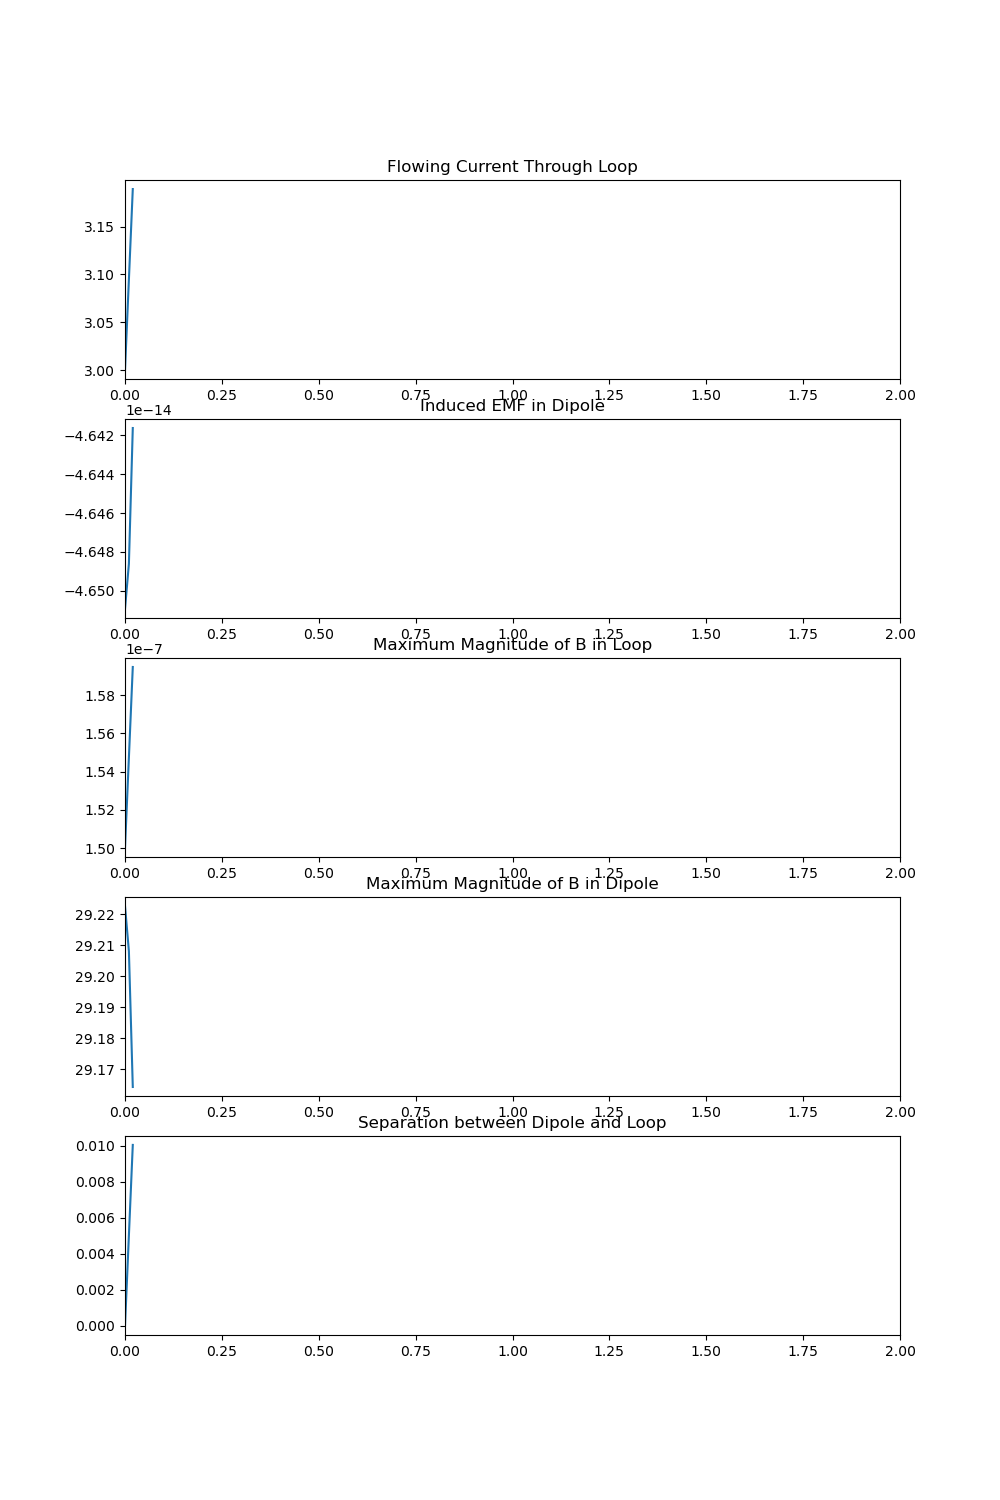 Flowing Current Through Loop
3.15
3.10
3.05
3.00
0.00 0.25 0.50 0.75 1.00 1.25 1.50 1.75 2.00
Induced EMF in Dipole
1e−14
−4.642
−4.644
−4.646
−4.648
−4.650
0.00 0.25 0.50 0.75 1.00 1.25 1.50 1.75 2.00
Maximum Magnitude of B in Loop
1e−7
1.58
1.56
1.54
1.52
1.50
0.00 0.25 0.50 0.75 1.00 1.25 1.50 1.75 2.00
Maximum Magnitude of B in Dipole
29.22
29.21
29.20
29.19
29.18
29.17
0.00 0.25 0.50 0.75 1.00 1.25 1.50 1.75 2.00
Separation between Dipole and Loop
0.010
0.008
0.006
0.004
0.002
0.000
0.00 0.25 0.50 0.75 1.00 1.25 1.50 1.75 2.00